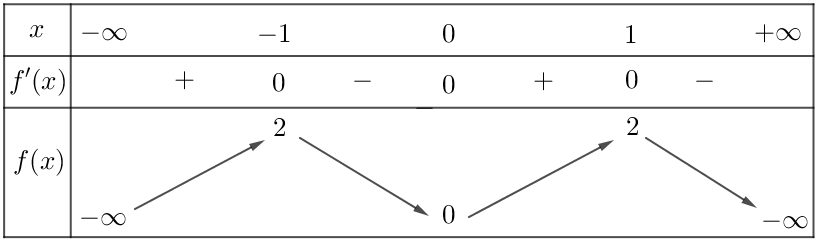 x −∞ −1 0 1 +∞
f′(x) + 0 − 0 + 0 −
2 2
f(x)
−∞ 0 −∞